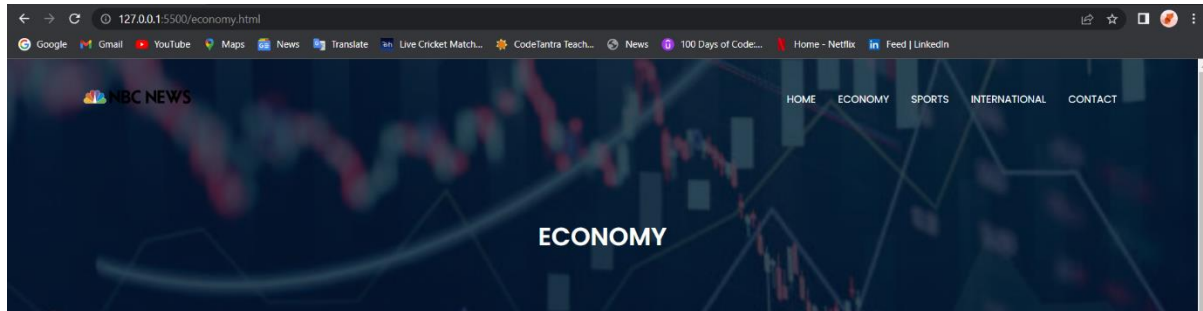 127.0.0.1:5500/economy.html
Google Gmail YouTube Maps News Translate Live Cricket Match... CodeTantra Teach... News 100 Days of Code:... Home - Netflix Feed | LinkedIn
NBC NEWS HOME ECONOMY SPORTS INTERNATIONAL CONTACT
ECONOMY